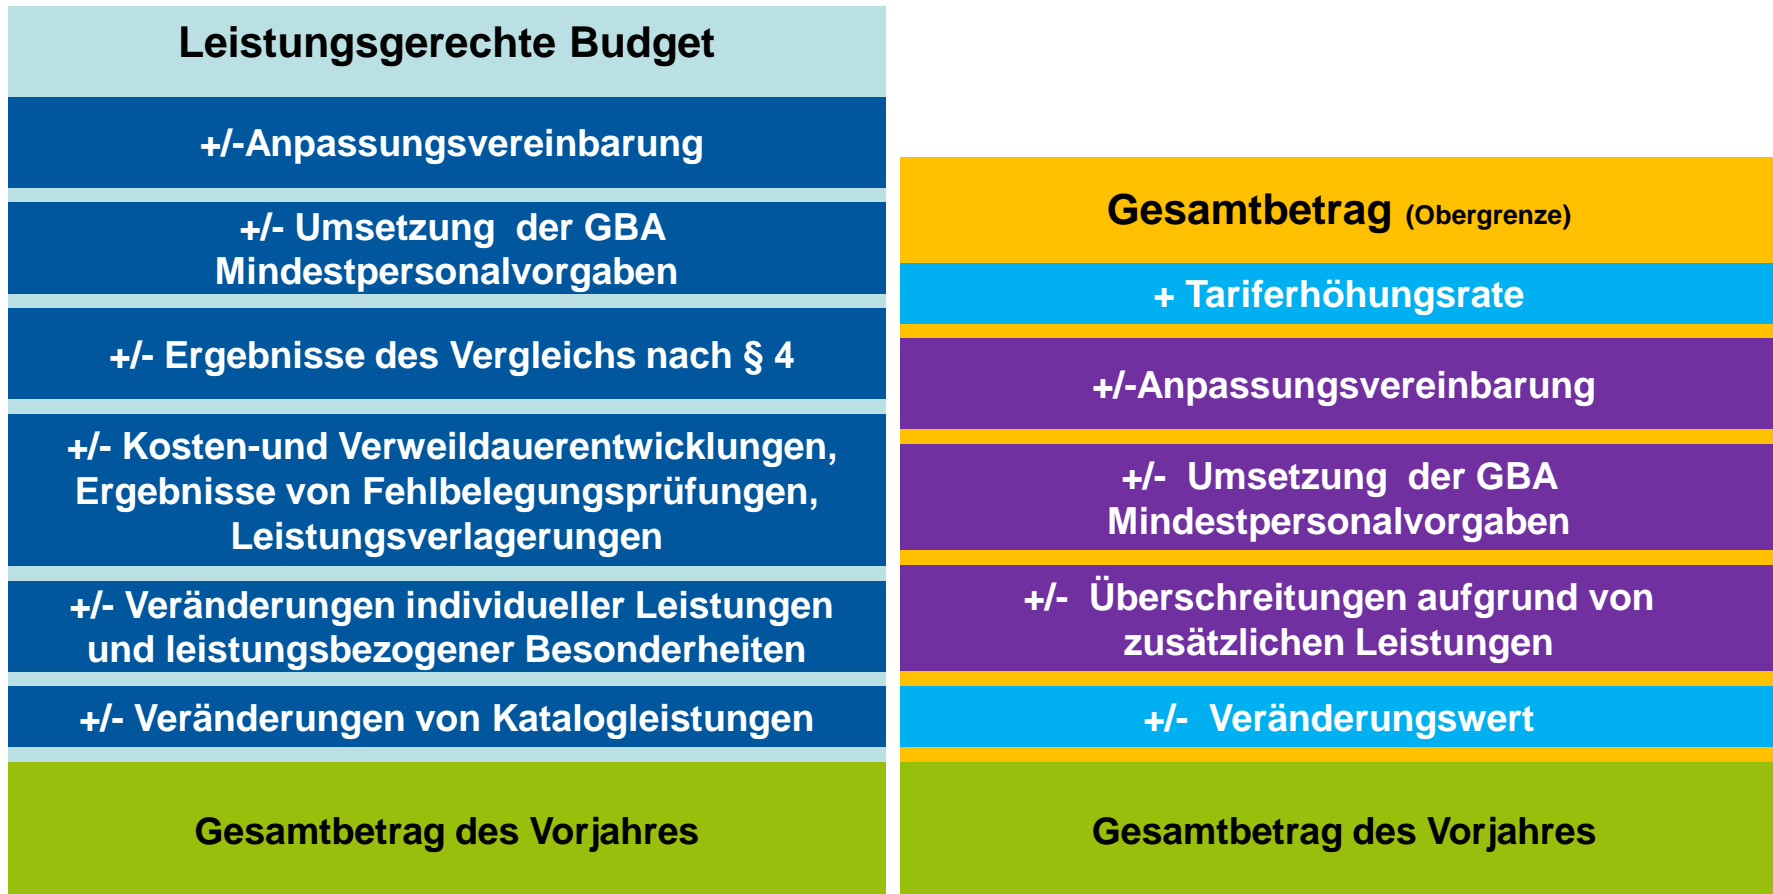 Leistungsgerechte Budget
+/-Anpassungsvereinbarung
+/- Umsetzung der GBA
Mindestpersonalvorgaben
+/- Ergebnisse des Vergleichs nach § 4
+/- Kosten-und Verweildauerentwicklungen,
Ergebnisse von Fehlbelegungsprüfungen,
Leistungsverlagerungen
+/- Veränderungen individueller Leistungen
und leistungsbezogener Besonderheiten
+/- Veränderungen von Katalogleistungen
Gesamtbetrag des Vorjahres
Gesamtbetrag (Obergrenze)
+ Tariferhöhungsrate
+/-Anpassungsvereinbarung
+/- Umsetzung der GBA
Mindestpersonalvorgaben
+/- Überschreitungen aufgrund von
zusätzlichen Leistungen
+/- Veränderungswert
Gesamtbetrag des Vorjahres